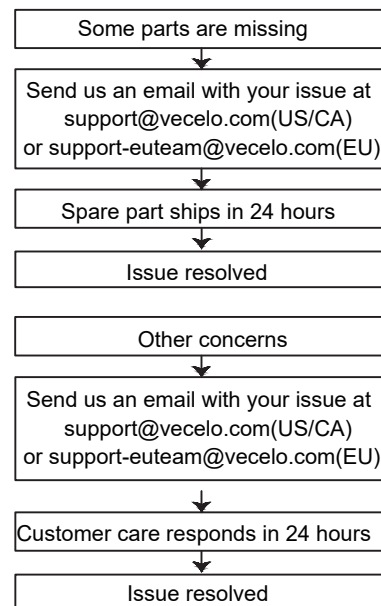 Some parts are missing
Send us an email with your issue at
support@vecelo.com(US/CA)
or support-euteam@vecelo.com(EU)
Spare part ships in 24 hours
Issue resolved
Other concerns
Send us an email with your issue at
support@vecelo.com(US/CA)
or support-euteam@vecelo.com(EU)
Customer care responds in 24 hours
Issue resolved